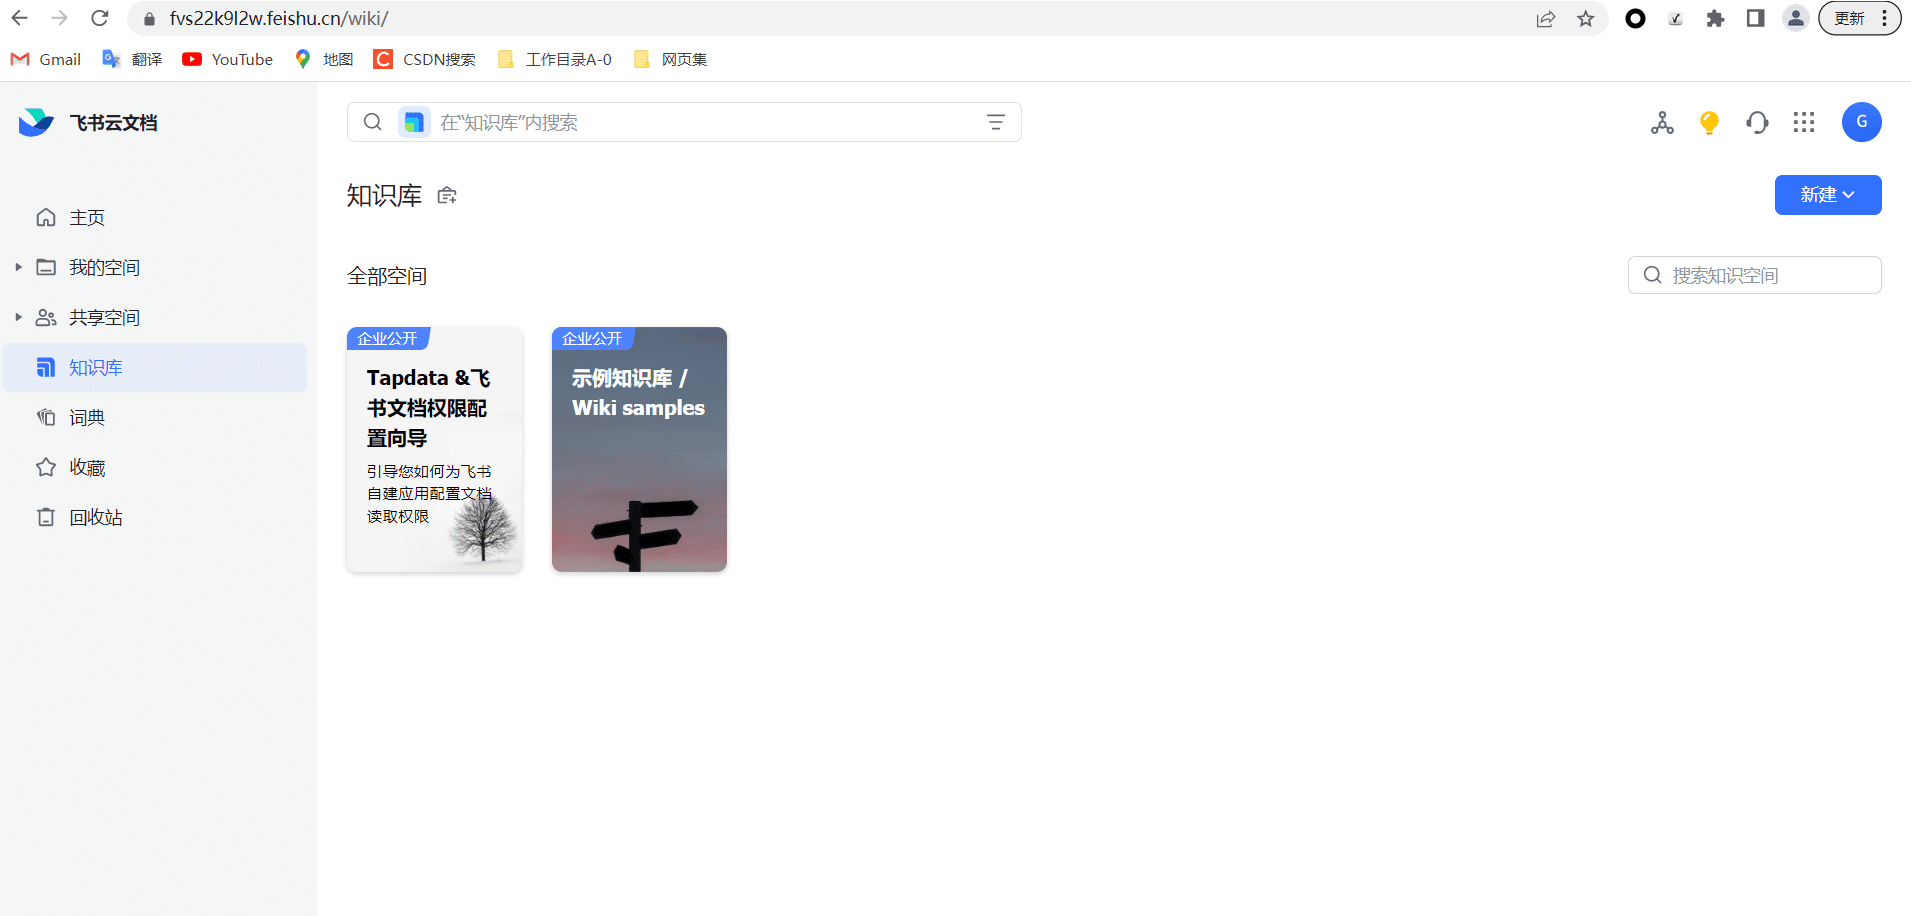 fvs22k9l2w.feishu.cn/wiki/
更新
Gmail
翻译
YouTube
地图
CSDN搜索
工作目录A-0
网页集
飞书云文档
在“知识库”内搜索
G
主页
我的空间
共享空间
知识库
词典
收藏
回收站
知识库
新建
全部空间
搜索知识空间
企业公开
Tapdata &飞
书文档权限配
置向导
引导您如何为飞书
自建应用配置文档
读取权限
企业公开
示例知识库 /
Wiki samples